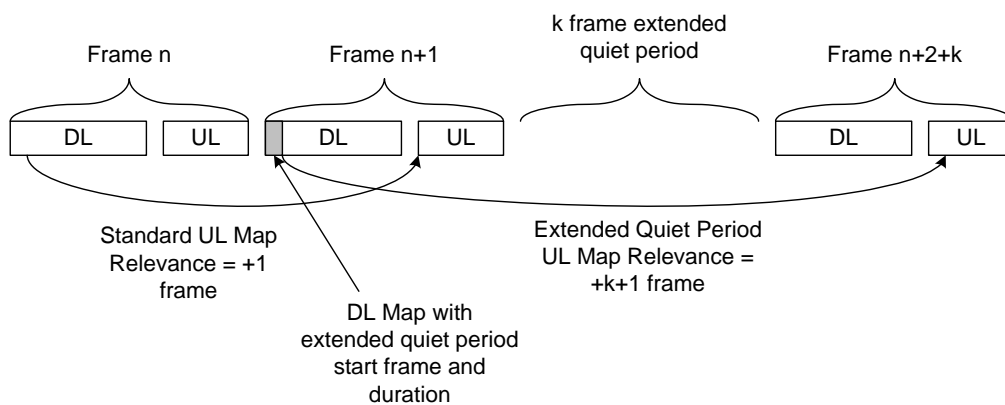 Frame n
Frame n+1
k frame extended
quiet period
Frame n+2+k
DL
UL
DL
UL
DL
UL
Standard UL Map
Relevance = +1
frame
Extended Quiet Period
UL Map Relevance =
+k+1 frame
DL Map with
extended quiet period
start frame and
duration